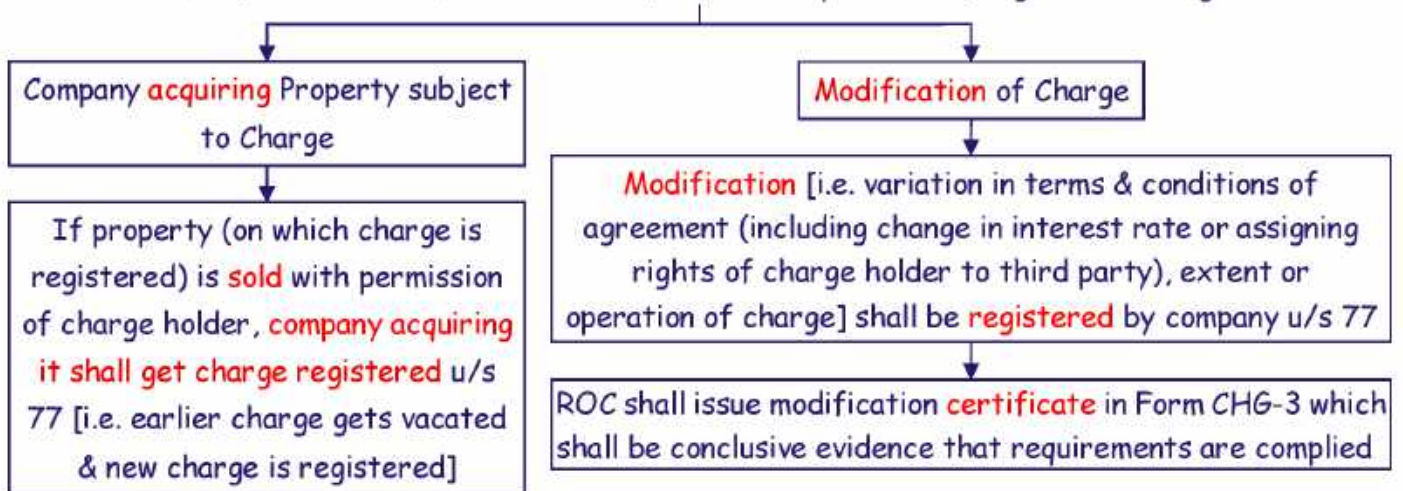 Company acquiring Property subject
to Charge
If property (on which charge is
registered) is sold with permission
of charge holder, company acquiring
it shall get charge registered u/s
77 [i.e. earlier charge gets vacated
& new charge is registered]
Modification of Charge
Modification [i.e. variation in terms & conditions of
agreement (including change in interest rate or assigning
rights of charge holder to third party), extent or
operation of charge] shall be registered by company u/s 77
ROC shall issue modification certificate in Form CHG-3 which
shall be conclusive evidence that requirements are complied